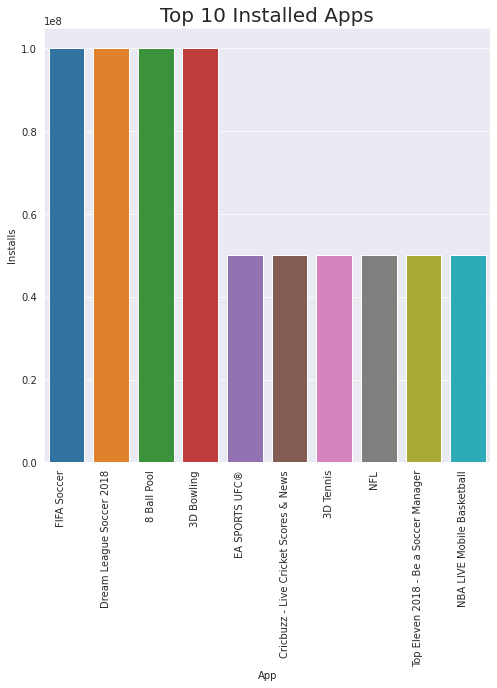 Top 10 Installed Apps
1e8
1.0
0.8
0.6
0.4
0.2
0.0
Installs
FIFA Soccer
Dream League Soccer 2018
8 Ball Pool
3D Bowling
EA SPORTS UFC®
Cricbuzz - Live Cricket Scores & News
3D Tennis
NFL
Top Eleven 2018 - Be a Soccer Manager
NBA LIVE Mobile Basketball
App